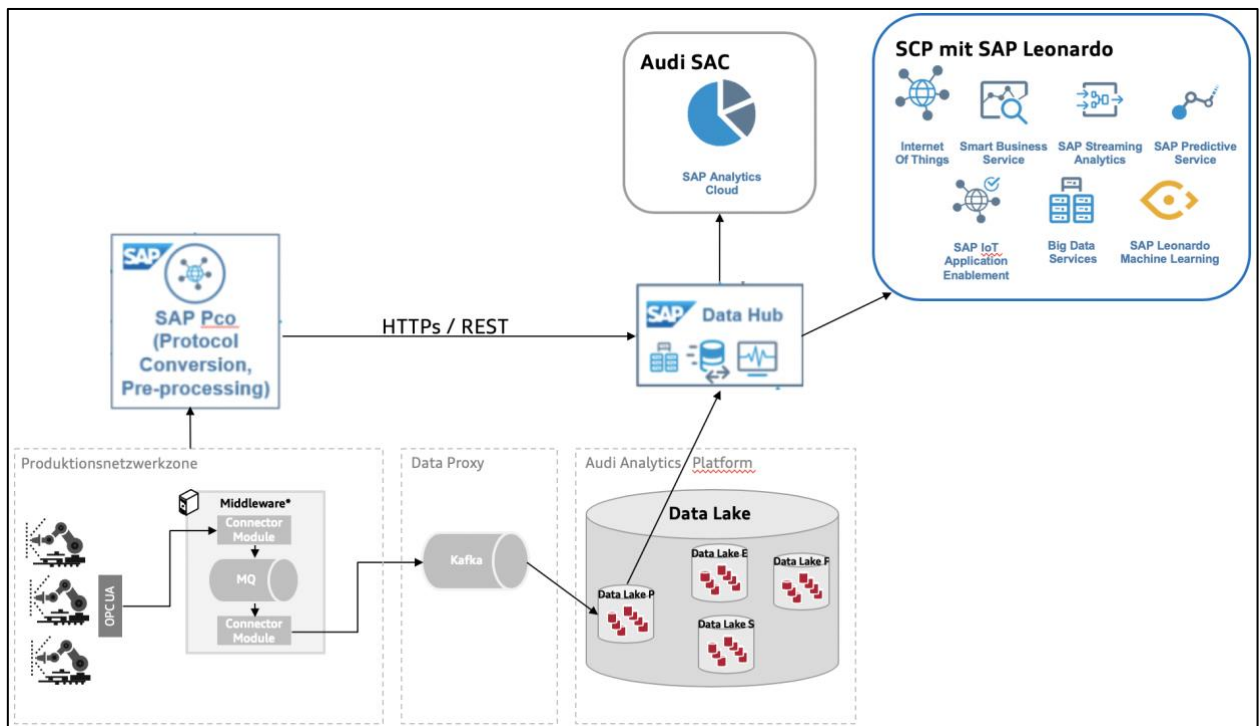 Audi SAC
SAP Analytics
Cloud
SCP mit SAP Leonardo
Internet
Of Things
Smart Business
Service
SAP Streaming
Analytics
SAP Predictive
Service
SAP IoT
Application
Enablement
Big Data
Services
SAP Leonardo
Machine Learning
SAP
SAP Pco
(Protocol
Conversion,
Pre-processing)
HTTPs / REST
SAP Data Hub
Produktionsnetzwerkzone
OPC UA
Middleware*
Connector
Module
MQ
Connector
Module
Data Proxy
Kafka
Audi Analytics Platform
Data Lake
Data Lake P
Data Lake E
Data Lake F
Data Lake S